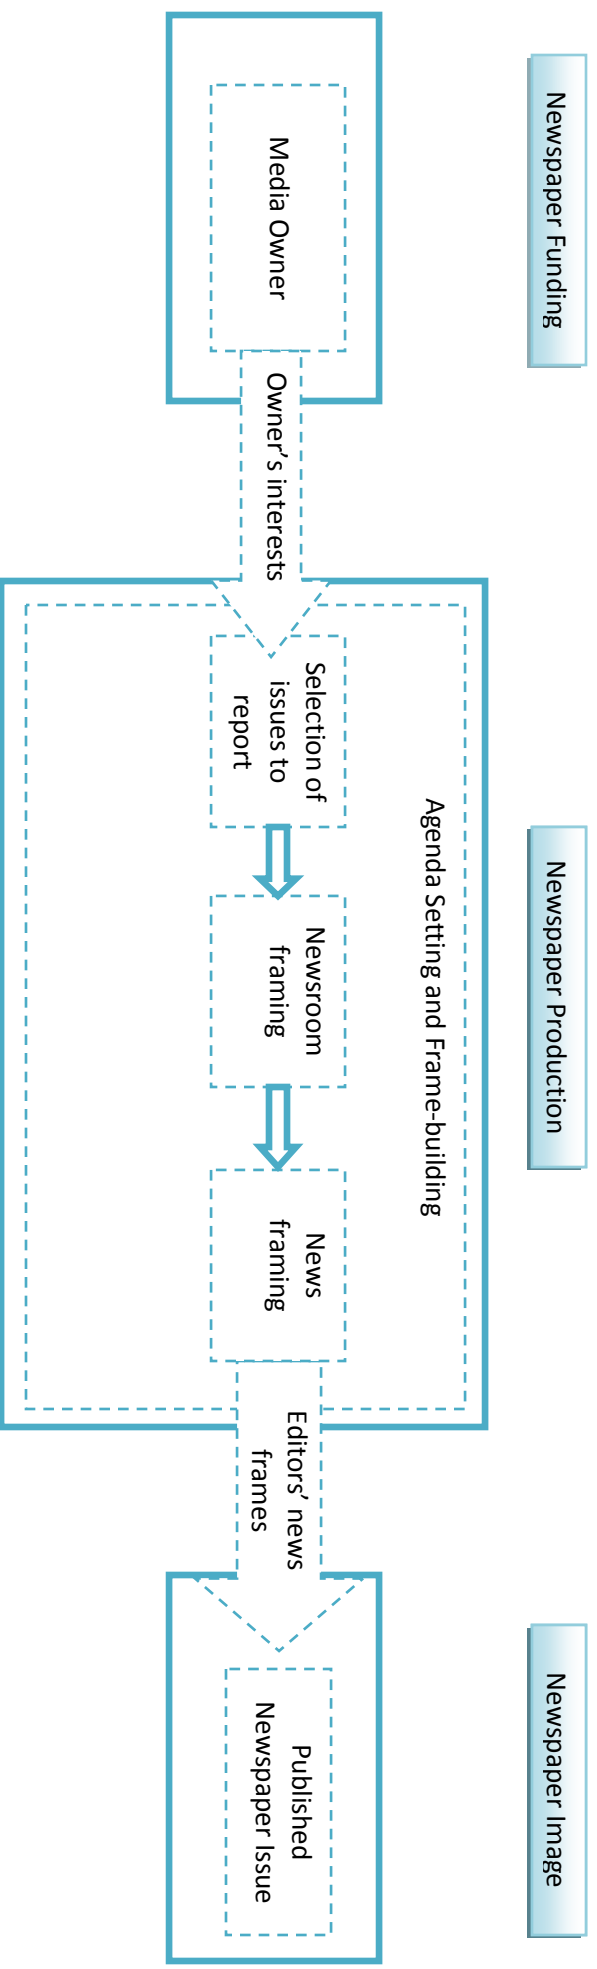 Newspaper Funding
Newspaper Production
Newspaper Image
Media Owner
Owner’s interests
Agenda Setting and Frame-building
Selection of
issues to
report
Newsroom
framing
News
framing
Editors’ news
frames
Published
Newspaper Issue